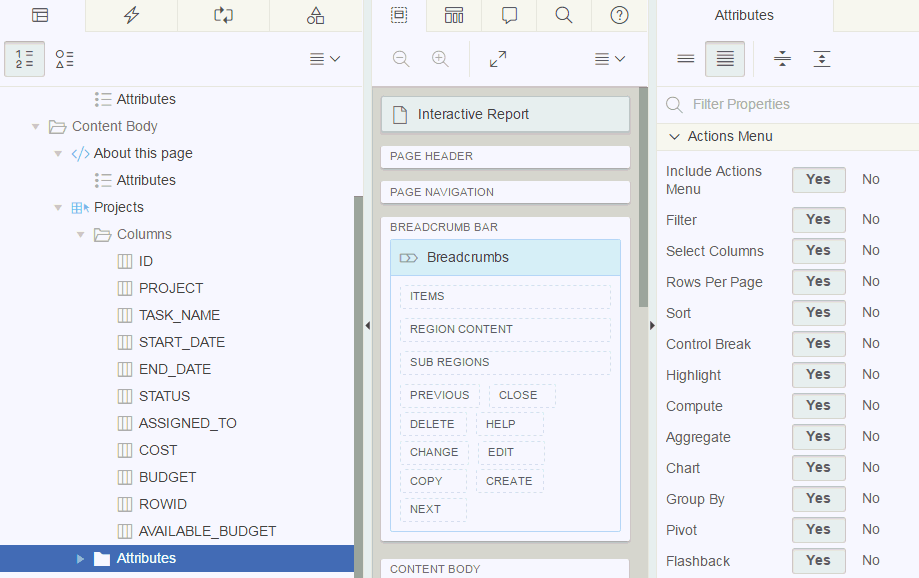 Attributes
Content Body
About this page
Attributes
Projects
Columns
ID
PROJECT
TASK_NAME
START_DATE
END_DATE
STATUS
ASSIGNED_TO
COST
BUDGET
ROWID
AVAILABLE_BUDGET
Attributes
Interactive Report
PAGE HEADER
PAGE NAVIGATION
BREADCRUMB BAR
Breadcrumbs
ITEMS
REGION CONTENT
SUB REGIONS
PREVIOUS CLOSE
DELETE HELP
CHANGE EDIT
COPY CREATE
NEXT
CONTENT BODY
Attributes
Filter Properties
Actions Menu
Include Actions
Menu Yes No
Filter Yes No
Select Columns Yes No
Rows Per Page Yes No
Sort Yes No
Control Break Yes No
Highlight Yes No
Compute Yes No
Aggregate Yes No
Chart Yes No
Group By Yes No
Pivot Yes No
Flashback Yes No